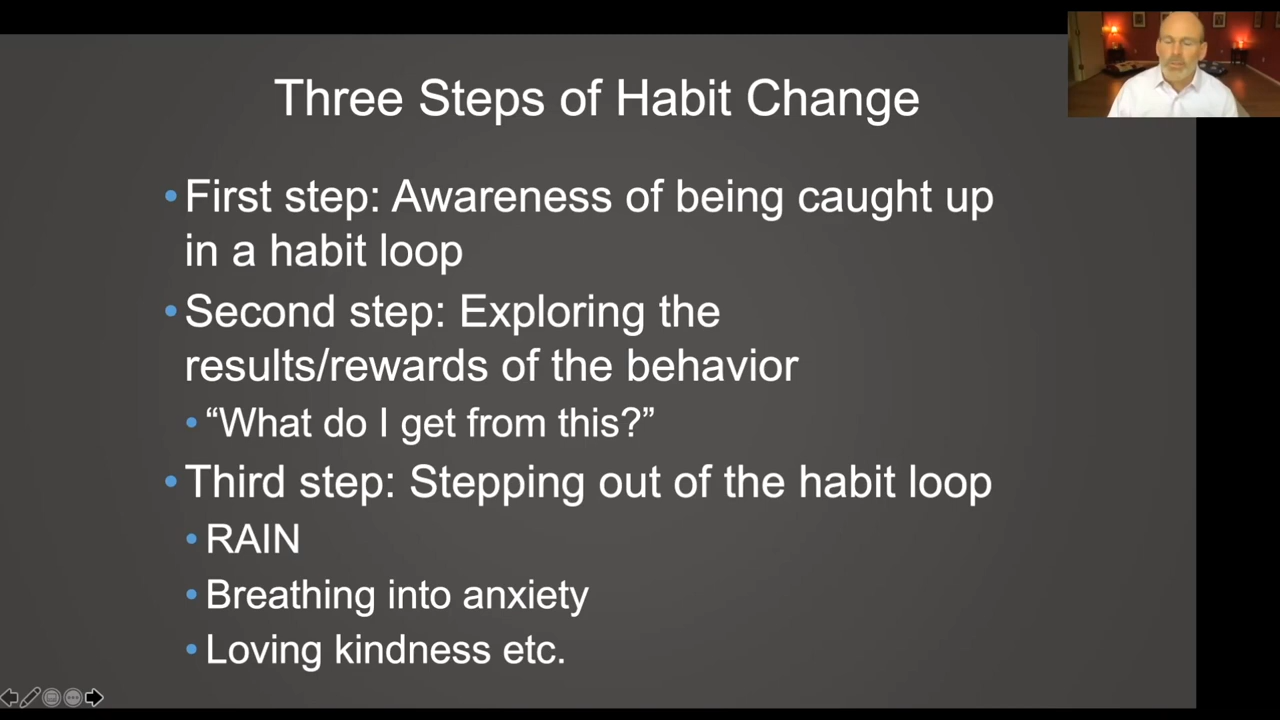 Three Steps of Habit Change
•First step: Awareness of being caught up
in a habit loop
•Second step: Exploring the
results/rewards of the behavior
•“What do I get from this?”
•Third step: Stepping out of the habit loop
•RAIN
•Breathing into anxiety
•Loving kindness etc.